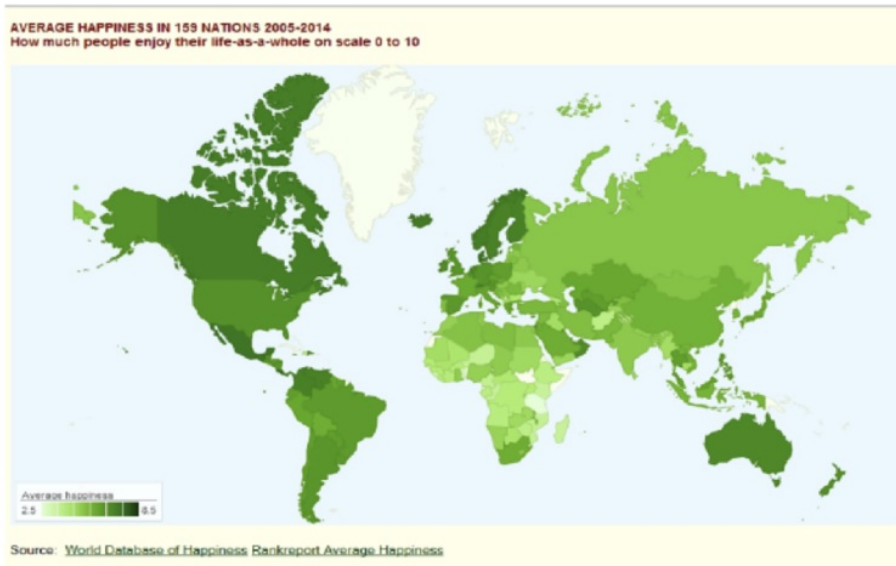 AVERAGE HAPPINESS IN 159 NATIONS 2005-2014
How much people enjoy their life-as-a-whole on scale 0 to 10
Average happiness
2.5 8.5
Source: World Database of Happiness Rankreport Average Happiness